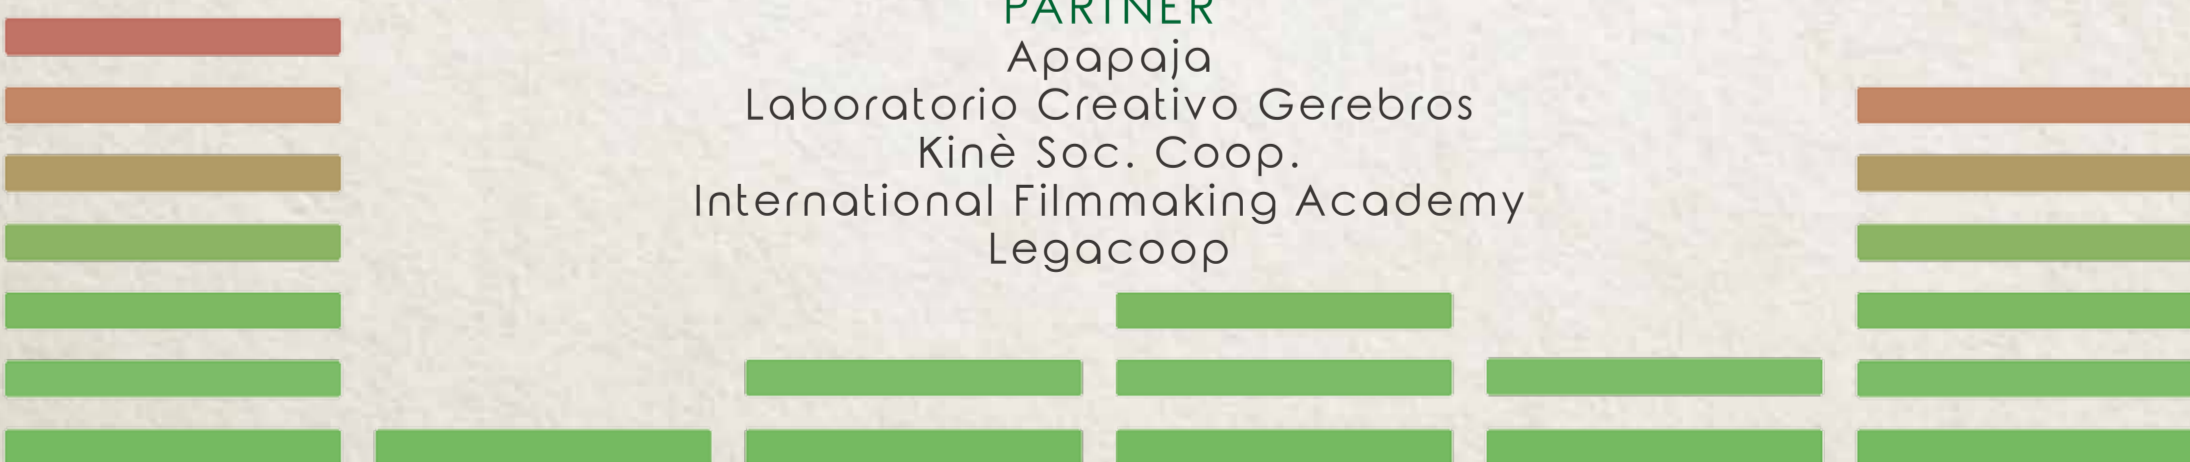 PARTNER
Apapaja
Laboratorio Creativo Gerebros
Kinè Soc. Coop.
International Filmmaking Academy
Legacoop